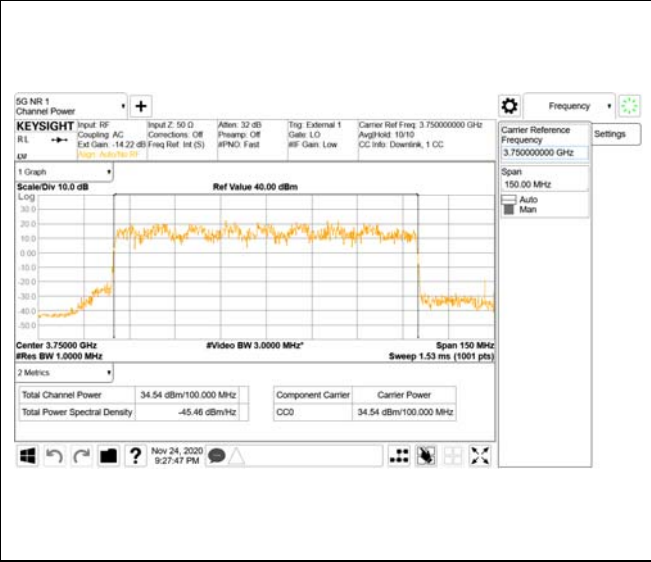 5G NR 1
Channel Power
Frequency
KEYSIGHT
Input: RF
Input Z: 50 Ω
Atten: 32 dB
Trig: External 1
Carrier Ref Freq: 3.750000000 GHz
R L
Coupling: AC
Corrections: Off
Preamp: Off
Gate: LO
Avg|Hold: 10/10
Ext Gain: -14.22 dB
Freq Ref: Int (S)
#PNO: Fast
#IF Gain: Low
CC Info: Downlink, 1 CC
Align: Auto/No RF
Carrier Reference
Frequency
3.750000000 GHz
Settings
Span
150.00 MHz
Auto
Man
1 Graph
Scale/Div 10.0 dB
Ref Value 40.00 dBm
Log
30.0
20.0
10.0
0.00
-10.0
-20.0
-30.0
-40.0
-50.0
Center 3.75000 GHz
#Video BW 3.0000 MHz*
Span 150 MHz
#Res BW 1.0000 MHz
Sweep 1.53 ms (1001 pts)
2 Metrics
Total Channel Power
34.54 dBm/100.000 MHz
Total Power Spectral Density
-45.46 dBm/Hz
Component Carrier
Carrier Power
CC0
34.54 dBm/100.000 MHz
?
Nov 24, 2020
9:27:47 PM